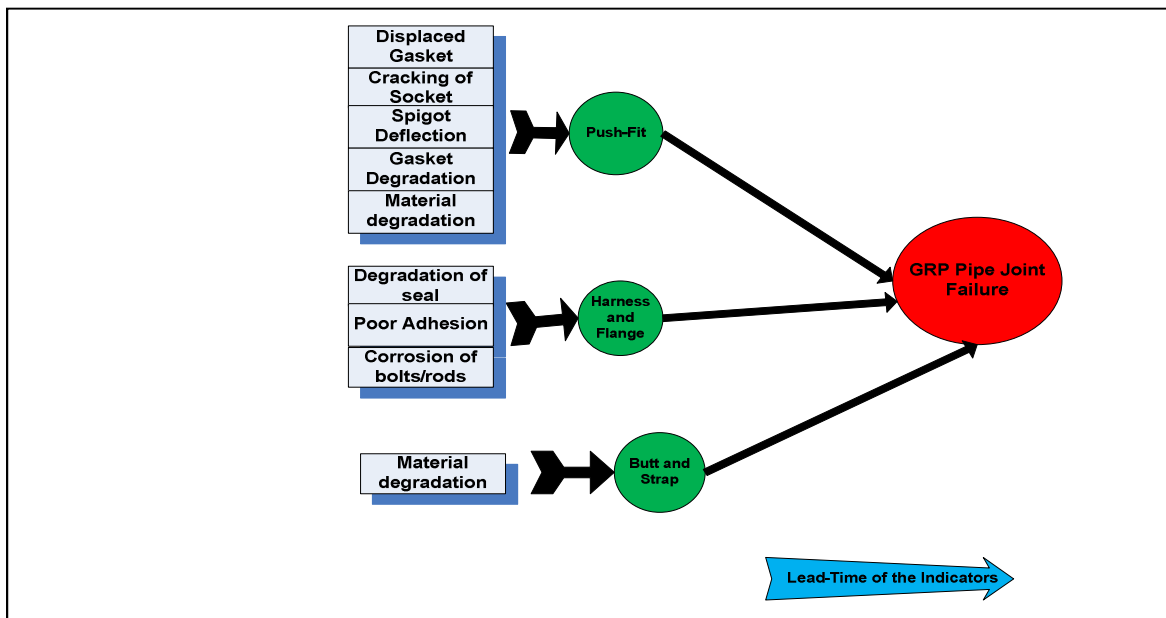 Displaced
Gasket
Cracking of
Socket
Spigot
Deflection
Gasket
Degradation
Material
degradation
Push-Fit
Degradation of
seal
Poor Adhesion
Corrosion of
bolts/rods
Harness
and
Flange
GRP Pipe Joint
Failure
Material
degradation
Butt and
Strap
Lead-Time of the Indicators